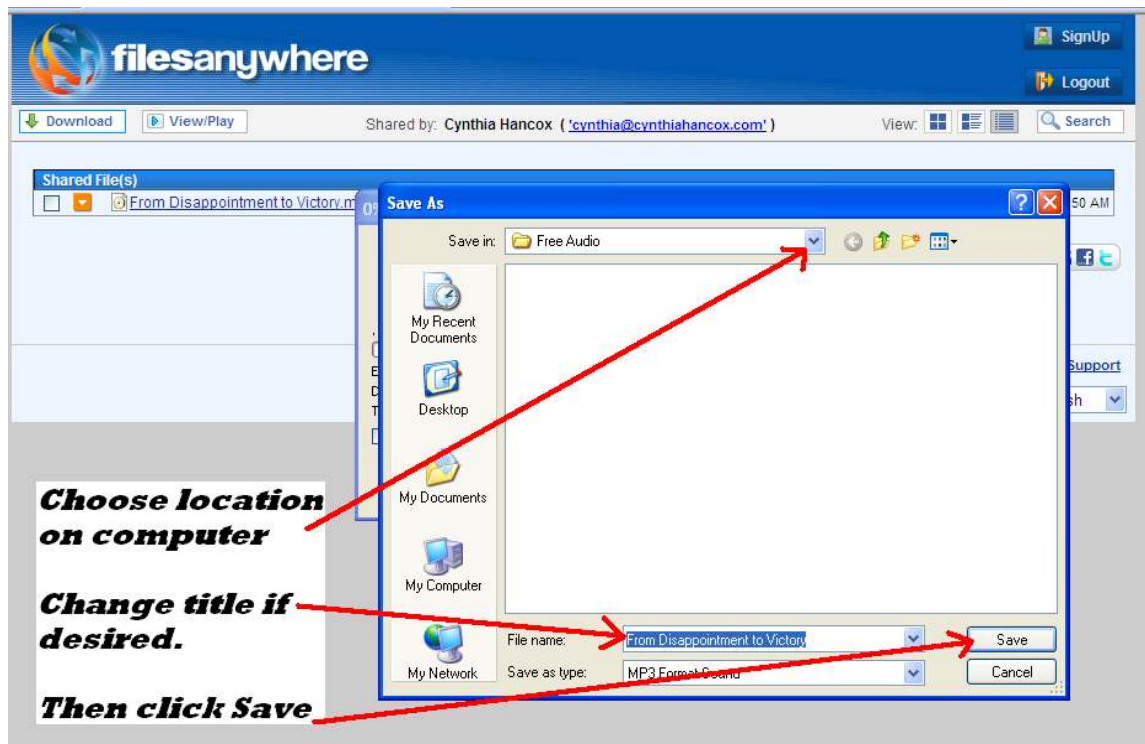 filesanywhere
SignUp
Logout
Download View/Play Shared by: Cynthia Hancox ('cynthia@cynthiahancox.com') View: Search
Shared File(s)
From Disappointment to Victory.m
50 AM
0%
Save As
Save in: Free Audio
My Recent
Documents
Desktop
My Documents
My Computer
My Network
File name: From Disappointment to Victory Save
Save as type: MP3 Format Sound Cancel
E
D
T
Support
sh
Choose location
on computer
Change title if
desired.
Then click Save